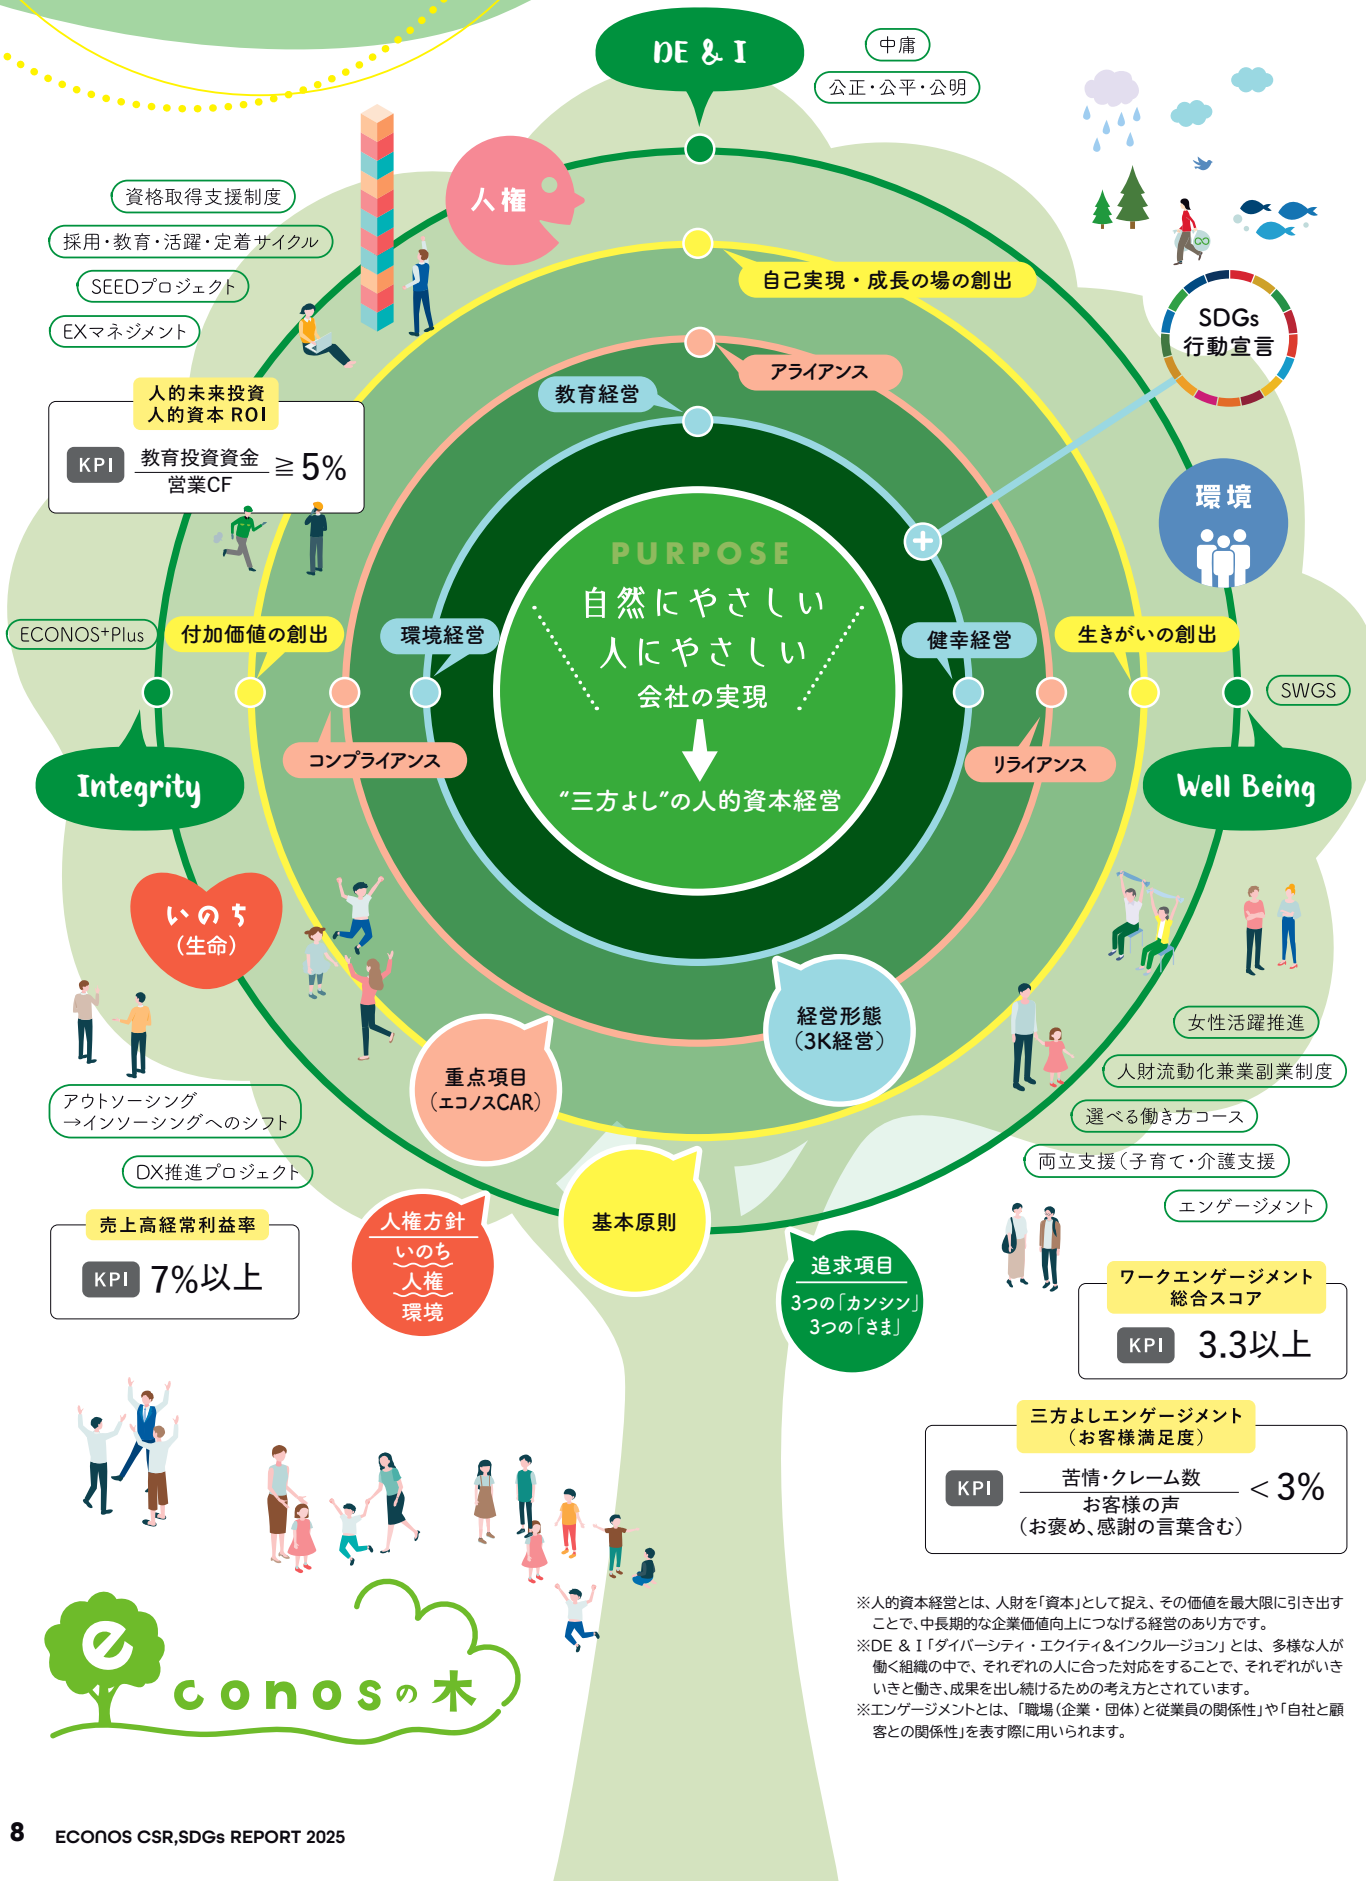 DE & I
中庸
公正・公平・公明
人権
資格取得支援制度
採用・教育・活躍・定着サイクル
SEEDプロジェクト
EXマネジメント
自己実現・成長の場の創出
SDGs
行動宣言
アライアンス
教育経営
人的未来投資
人的資本 ROI
KPI
教育投資資金
営業CF
≧ 5%
環境
PURPOSE
自然にやさしい
人にやさしい
会社の実現
“三方よし”の人的資本経営
ECONOS⁺Plus
付加価値の創出
環境経営
健幸経営
生きがいの創出
SWGS
コンプライアンス
リライアンス
Integrity
Well Being
いのち
(生命)
経営形態
(3K経営)
重点項目
(エコノスCAR)
女性活躍推進
人財流動化兼業副業制度
選べる働き方コース
両立支援(子育て・介護支援
エンゲージメント
アウトソーシング
→インソーシングへのシフト
DX推進プロジェクト
売上高経常利益率
KPI 7%以上
人権方針
いのち
人権
環境
基本原則
追求項目
3つの「カンシン」
3つの「さま」
ワークエンゲージメント
総合スコア
KPI 3.3以上
三方よしエンゲージメント
(お客様満足度)
KPI
苦情・クレーム数
お客様の声
(お褒め、感謝の言葉含む)
< 3%
econosの木
※人的資本経営とは、人財を「資本」として捉え、その価値を最大限に引き出す
ことで、中長期的な企業価値向上につなげる経営のあり方です。
※DE & I「ダイバーシティ・エクイティ&インクルージョン」とは、多様な人が
働く組織の中で、それぞれの人に合った対応をすることで、それぞれがいき
いきと働き、成果を出し続けるための考え方とされています。
※エンゲージメントとは、「職場(企業・団体)と従業員の関係性」や「自社と顧
客との関係性」を表す際に用いられます。
8 ECONOS CSR,SDGs REPORT 2025